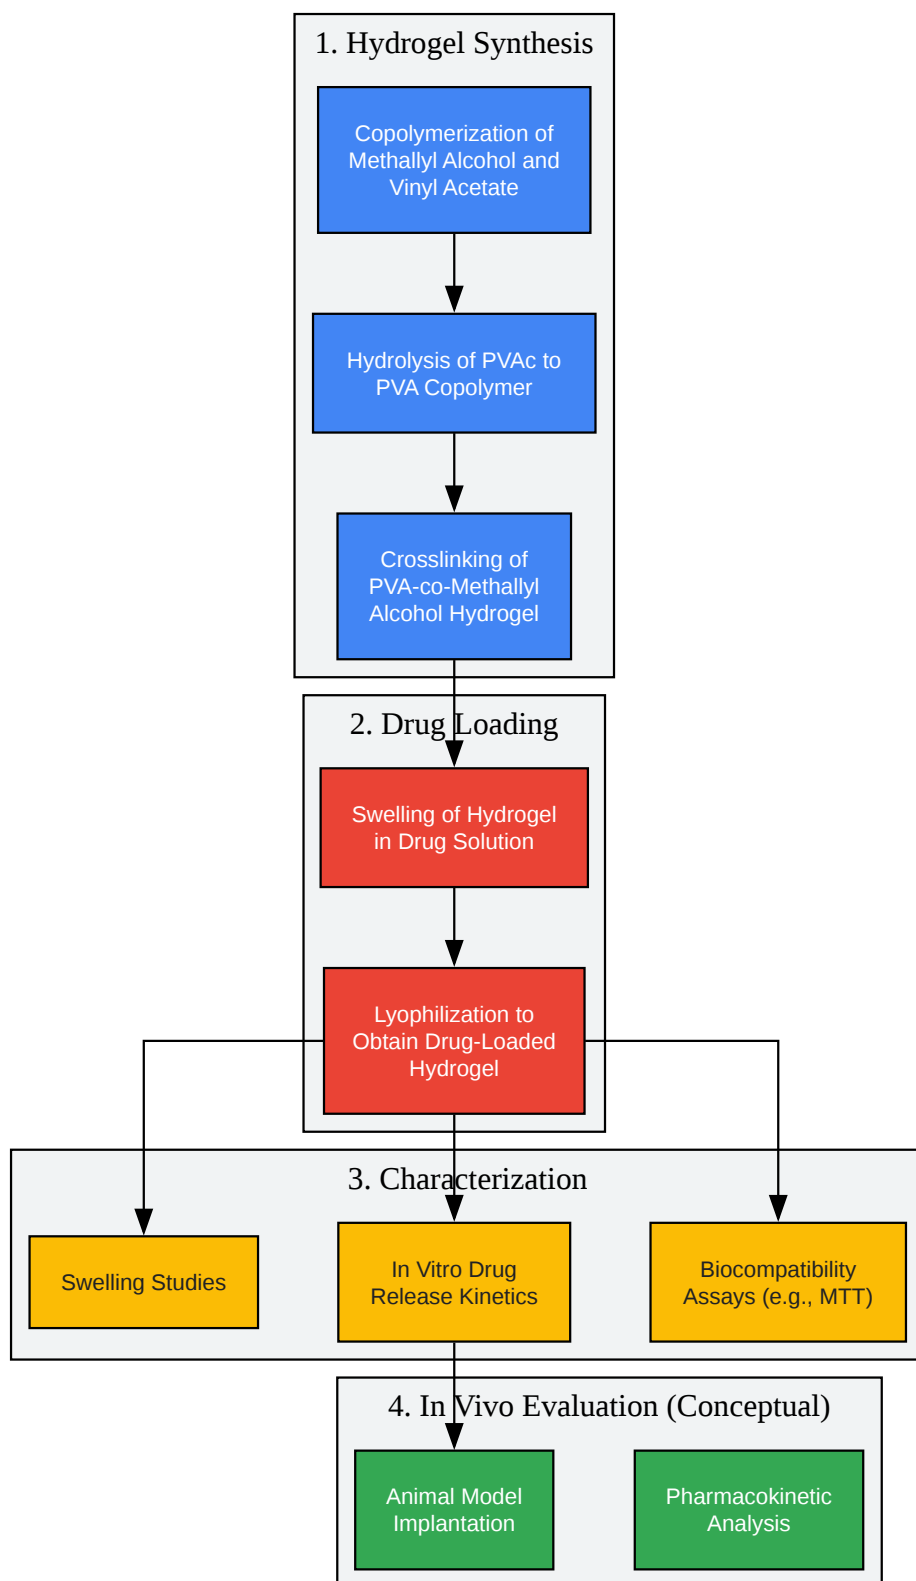 1. Hydrogel Synthesis
Copolymerization of
Methallyl Alcohol and
Vinyl Acetate
Hydrolysis of PVAc to
PVA Copolymer
Crosslinking of
PVA-co-Methallyl
Alcohol Hydrogel
2. Drug Loading
Swelling of Hydrogel
in Drug Solution
Lyophilization to
Obtain Drug-Loaded
Hydrogel
3. Characterization
Swelling Studies
In Vitro Drug
Release Kinetics
Biocompatibility
Assays (e.g., MTT)
4. In Vivo Evaluation (Conceptual)
Animal Model
Implantation
Pharmacokinetic
Analysis